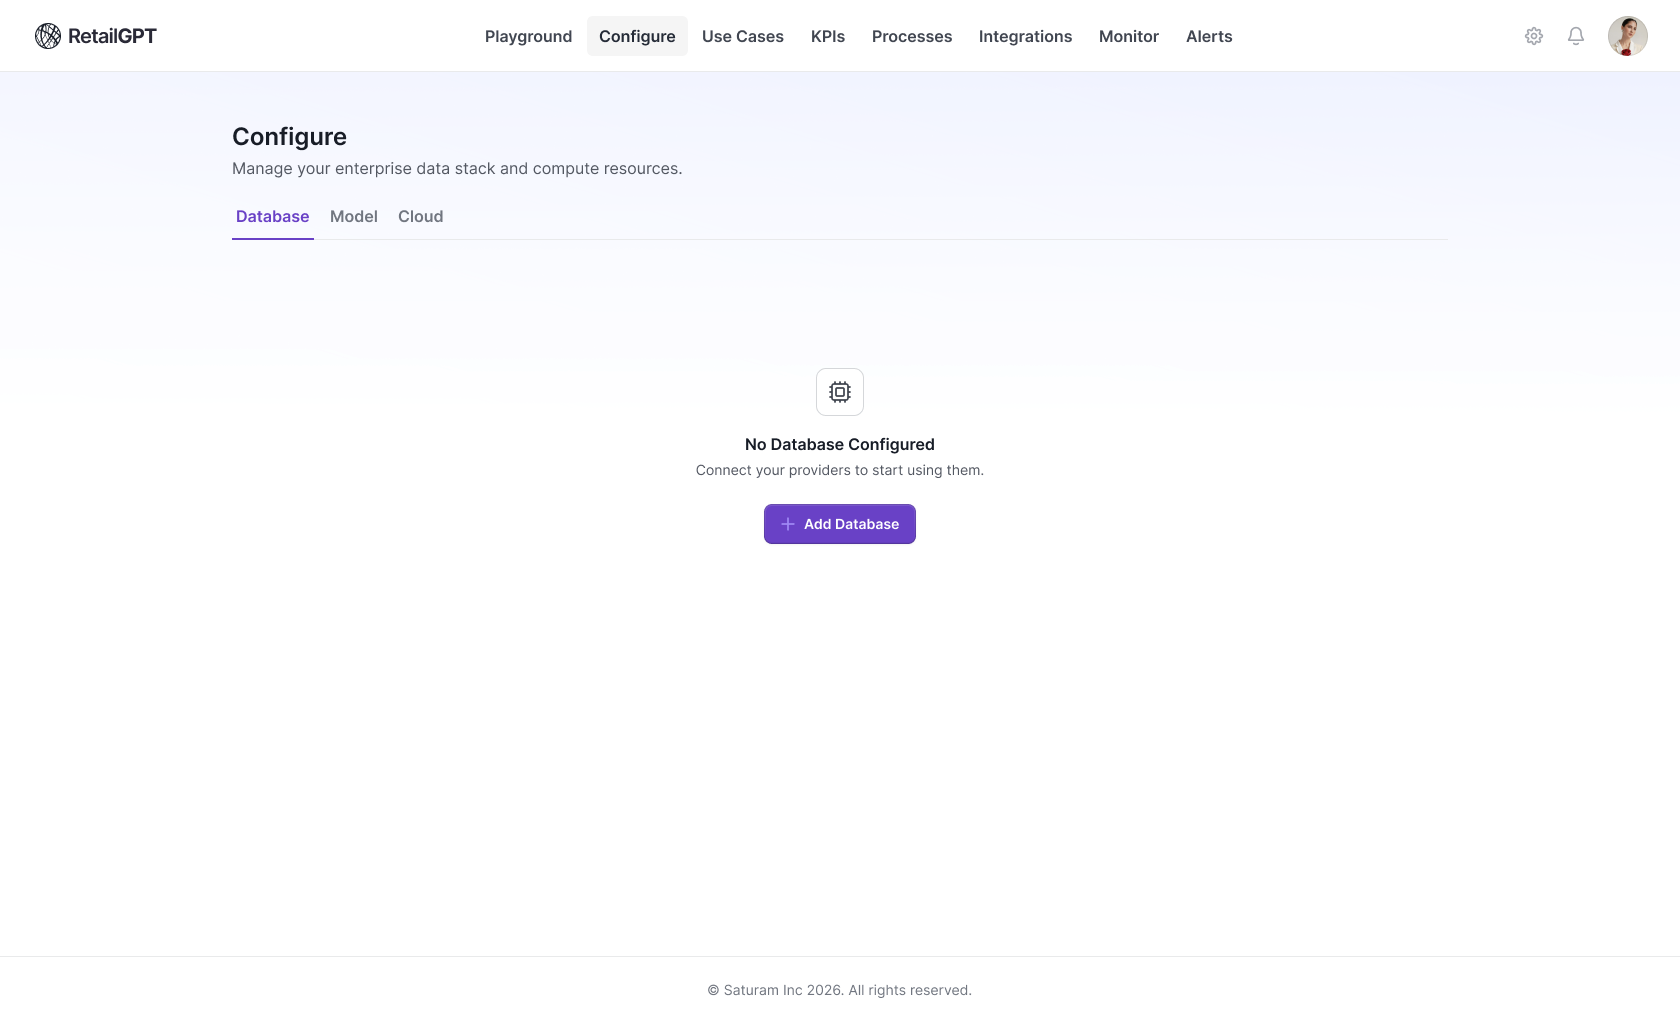 RetailGPT
Playground Configure Use Cases KPIs Processes Integrations Monitor Alerts
Configure
Manage your enterprise data stack and compute resources.
Database Model Cloud
No Database Configured
Connect your providers to start using them.
Add Database
© Saturam Inc 2026. All rights reserved.